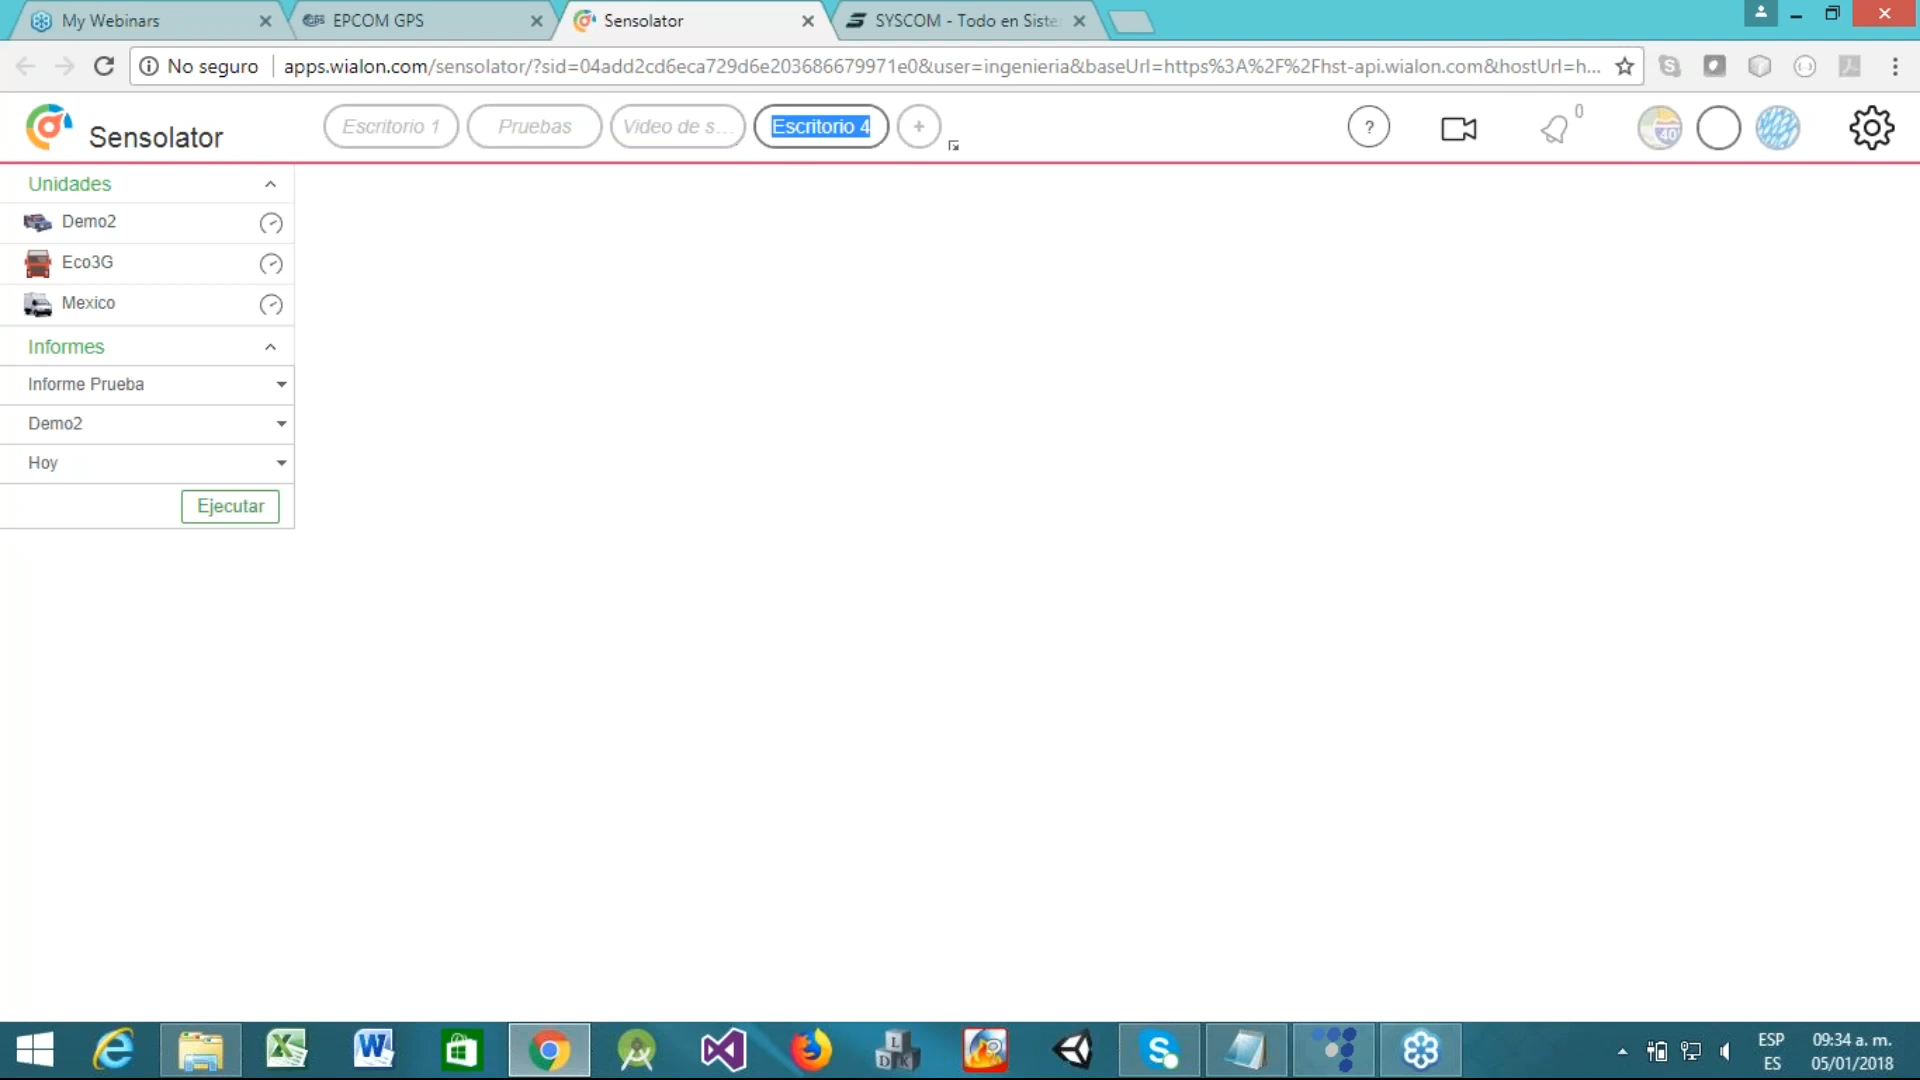 My Webinars
EPCOM GPS
Sensolator
SYSCOM - Todo en Siste
No seguro
apps.wialon.com/sensolator/?sid=04add2cd6eca729d6e203686679971e0&user=ingenieria&baseUrl=https%3A%2F%2Fhst-api.wialon.com&hostUrl=h...
Sensolator
Escritorio 1
Pruebas
Video de s...
Escritorio 4
+
?
0
40
Unidades
Demo2
Eco3G
Mexico
Informes
Informe Prueba
Demo2
Hoy
Ejecutar
ESP
ES
09:34 a. m.
05/01/2018